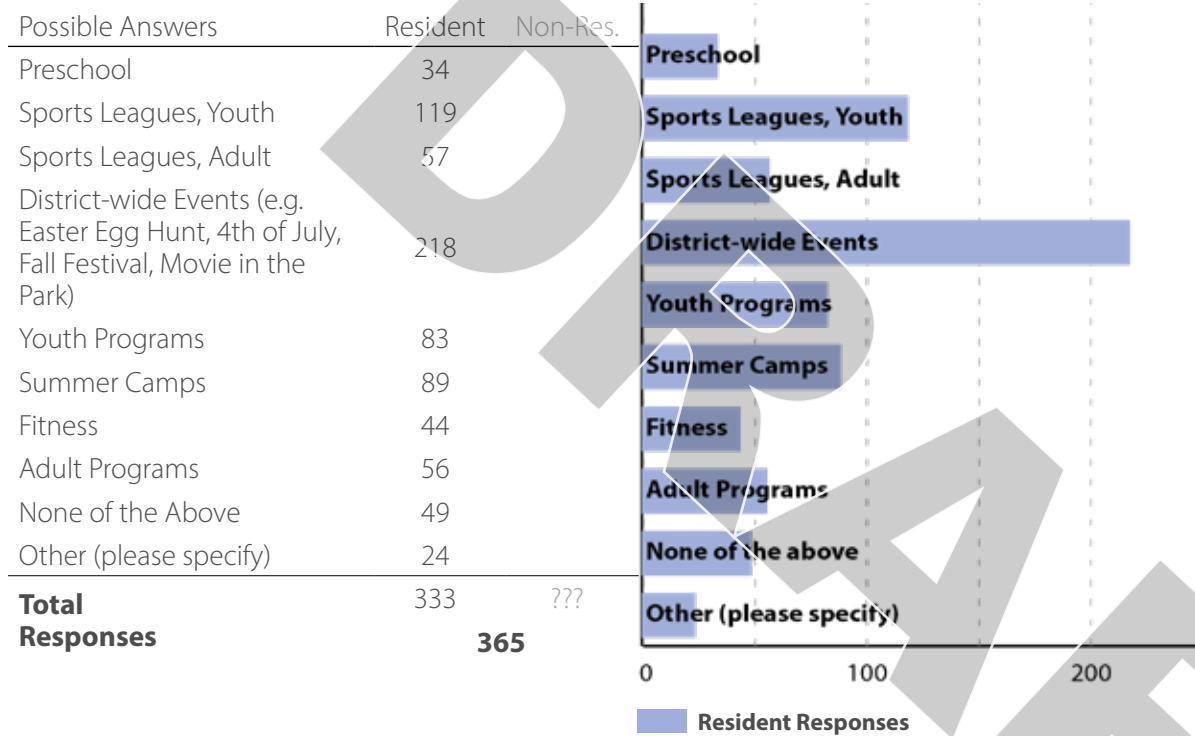 Possible Answers Resident Non-Res.
Preschool 34
Sports Leagues, Youth 119
Sports Leagues, Adult 57
District-wide Events (e.g.
Easter Egg Hunt, 4th of July,
Fall Festival, Movie in the
Park)
218
Youth Programs 83
Summer Camps 89
Fitness 44
Adult Programs 56
None of the Above 49
Other (please specify) 24
Total
Responses
333 ???
365
Preschool
Sports Leagues, Youth
Sports Leagues, Adult
District-wide Events
Youth Programs
Summer Camps
Fitness
Adult Programs
None of the above
Other (please specify)
0 100 200
Resident Responses
DRAF